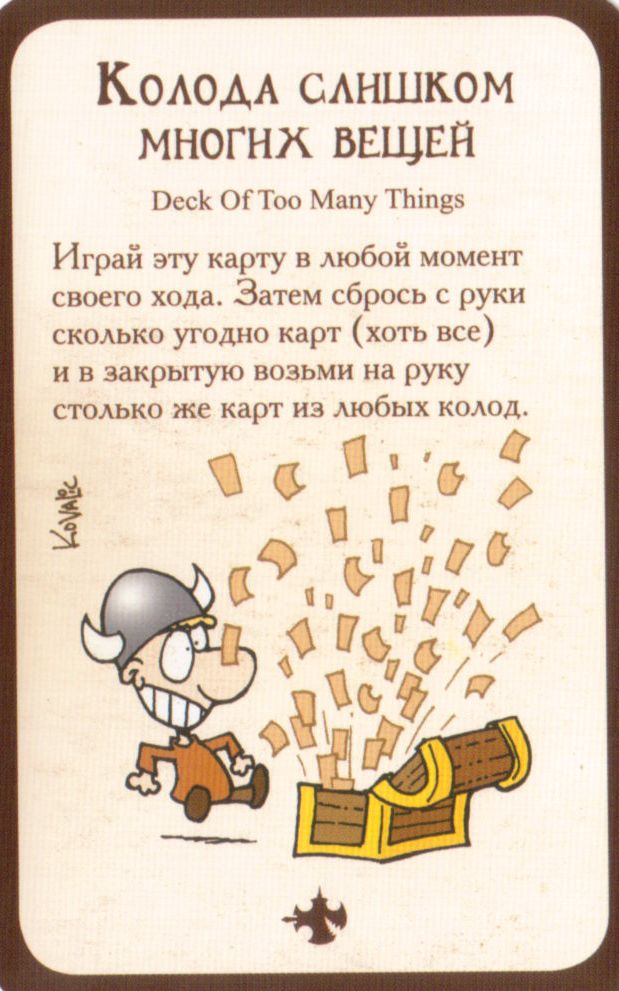 Колода слишком
многих вещей
Deck Of Too Many Things
Играй эту карту в любой момент
своего хода. Затем сбрось с руки
сколько угодно карт (хоть все)
и в закрытую возьми на руку
столько же карт из любых колод.
Kovalic